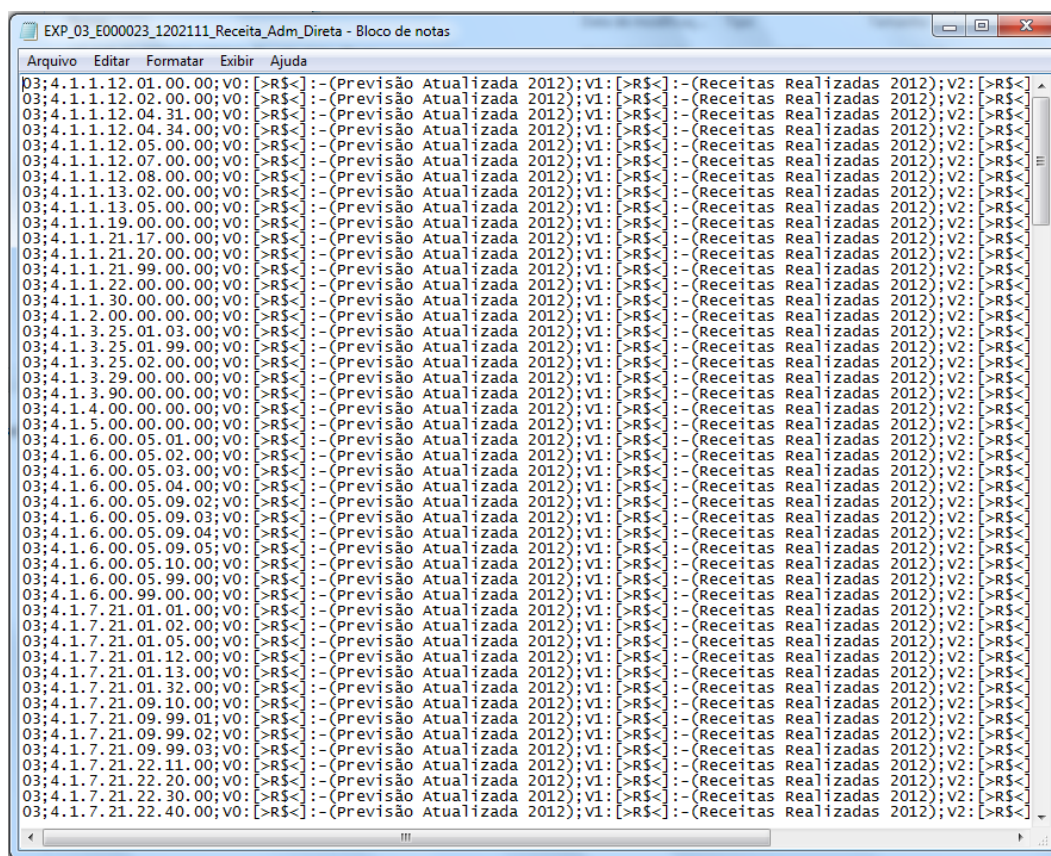 EXP_03_E000023_1202111_Receita_Adm_Direta - Bloco de notas
Arquivo Editar Formatar Exibir Ajuda
03;4.1.1.12.01.00.00;V0:[>R$<]:-(Previsão Atualizada 2012);V1:[>R$<]:-(Receitas Realizadas 2012);V2:[>R$<]
03;4.1.1.12.02.00.00;V0:[>R$<]:-(Previsão Atualizada 2012);V1:[>R$<]:-(Receitas Realizadas 2012);V2:[>R$<]
03;4.1.1.12.04.31.00;V0:[>R$<]:-(Previsão Atualizada 2012);V1:[>R$<]:-(Receitas Realizadas 2012);V2:[>R$<]
03;4.1.1.12.04.34.00;V0:[>R$<]:-(Previsão Atualizada 2012);V1:[>R$<]:-(Receitas Realizadas 2012);V2:[>R$<]
03;4.1.1.12.05.00.00;V0:[>R$<]:-(Previsão Atualizada 2012);V1:[>R$<]:-(Receitas Realizadas 2012);V2:[>R$<]
03;4.1.1.12.07.00.00;V0:[>R$<]:-(Previsão Atualizada 2012);V1:[>R$<]:-(Receitas Realizadas 2012);V2:[>R$<]
03;4.1.1.12.08.00.00;V0:[>R$<]:-(Previsão Atualizada 2012);V1:[>R$<]:-(Receitas Realizadas 2012);V2:[>R$<]
03;4.1.1.13.02.00.00;V0:[>R$<]:-(Previsão Atualizada 2012);V1:[>R$<]:-(Receitas Realizadas 2012);V2:[>R$<]
03;4.1.1.13.05.00.00;V0:[>R$<]:-(Previsão Atualizada 2012);V1:[>R$<]:-(Receitas Realizadas 2012);V2:[>R$<]
03;4.1.1.19.00.00.00;V0:[>R$<]:-(Previsão Atualizada 2012);V1:[>R$<]:-(Receitas Realizadas 2012);V2:[>R$<]
03;4.1.1.21.17.00.00;V0:[>R$<]:-(Previsão Atualizada 2012);V1:[>R$<]:-(Receitas Realizadas 2012);V2:[>R$<]
03;4.1.1.21.20.00.00;V0:[>R$<]:-(Previsão Atualizada 2012);V1:[>R$<]:-(Receitas Realizadas 2012);V2:[>R$<]
03;4.1.1.21.99.00.00;V0:[>R$<]:-(Previsão Atualizada 2012);V1:[>R$<]:-(Receitas Realizadas 2012);V2:[>R$<]
03;4.1.1.22.00.00.00;V0:[>R$<]:-(Previsão Atualizada 2012);V1:[>R$<]:-(Receitas Realizadas 2012);V2:[>R$<]
03;4.1.1.30.00.00.00;V0:[>R$<]:-(Previsão Atualizada 2012);V1:[>R$<]:-(Receitas Realizadas 2012);V2:[>R$<]
03;4.1.2.00.00.00.00;V0:[>R$<]:-(Previsão Atualizada 2012);V1:[>R$<]:-(Receitas Realizadas 2012);V2:[>R$<]
03;4.1.3.25.01.03.00;V0:[>R$<]:-(Previsão Atualizada 2012);V1:[>R$<]:-(Receitas Realizadas 2012);V2:[>R$<]
03;4.1.3.25.01.99.00;V0:[>R$<]:-(Previsão Atualizada 2012);V1:[>R$<]:-(Receitas Realizadas 2012);V2:[>R$<]
03;4.1.3.25.02.00.00;V0:[>R$<]:-(Previsão Atualizada 2012);V1:[>R$<]:-(Receitas Realizadas 2012);V2:[>R$<]
03;4.1.3.29.00.00.00;V0:[>R$<]:-(Previsão Atualizada 2012);V1:[>R$<]:-(Receitas Realizadas 2012);V2:[>R$<]
03;4.1.3.90.00.00.00;V0:[>R$<]:-(Previsão Atualizada 2012);V1:[>R$<]:-(Receitas Realizadas 2012);V2:[>R$<]
03;4.1.4.00.00.00.00;V0:[>R$<]:-(Previsão Atualizada 2012);V1:[>R$<]:-(Receitas Realizadas 2012);V2:[>R$<]
03;4.1.5.00.00.00.00;V0:[>R$<]:-(Previsão Atualizada 2012);V1:[>R$<]:-(Receitas Realizadas 2012);V2:[>R$<]
03;4.1.6.00.05.01.00;V0:[>R$<]:-(Previsão Atualizada 2012);V1:[>R$<]:-(Receitas Realizadas 2012);V2:[>R$<]
03;4.1.6.00.05.02.00;V0:[>R$<]:-(Previsão Atualizada 2012);V1:[>R$<]:-(Receitas Realizadas 2012);V2:[>R$<]
03;4.1.6.00.05.03.00;V0:[>R$<]:-(Previsão Atualizada 2012);V1:[>R$<]:-(Receitas Realizadas 2012);V2:[>R$<]
03;4.1.6.00.05.04.00;V0:[>R$<]:-(Previsão Atualizada 2012);V1:[>R$<]:-(Receitas Realizadas 2012);V2:[>R$<]
03;4.1.6.00.05.09.02;V0:[>R$<]:-(Previsão Atualizada 2012);V1:[>R$<]:-(Receitas Realizadas 2012);V2:[>R$<]
03;4.1.6.00.05.09.03;V0:[>R$<]:-(Previsão Atualizada 2012);V1:[>R$<]:-(Receitas Realizadas 2012);V2:[>R$<]
03;4.1.6.00.05.09.04;V0:[>R$<]:-(Previsão Atualizada 2012);V1:[>R$<]:-(Receitas Realizadas 2012);V2:[>R$<]
03;4.1.6.00.05.09.05;V0:[>R$<]:-(Previsão Atualizada 2012);V1:[>R$<]:-(Receitas Realizadas 2012);V2:[>R$<]
03;4.1.6.00.05.10.00;V0:[>R$<]:-(Previsão Atualizada 2012);V1:[>R$<]:-(Receitas Realizadas 2012);V2:[>R$<]
03;4.1.6.00.05.99.00;V0:[>R$<]:-(Previsão Atualizada 2012);V1:[>R$<]:-(Receitas Realizadas 2012);V2:[>R$<]
03;4.1.6.00.99.00.00;V0:[>R$<]:-(Previsão Atualizada 2012);V1:[>R$<]:-(Receitas Realizadas 2012);V2:[>R$<]
03;4.1.7.21.01.01.00;V0:[>R$<]:-(Previsão Atualizada 2012);V1:[>R$<]:-(Receitas Realizadas 2012);V2:[>R$<]
03;4.1.7.21.01.02.00;V0:[>R$<]:-(Previsão Atualizada 2012);V1:[>R$<]:-(Receitas Realizadas 2012);V2:[>R$<]
03;4.1.7.21.01.05.00;V0:[>R$<]:-(Previsão Atualizada 2012);V1:[>R$<]:-(Receitas Realizadas 2012);V2:[>R$<]
03;4.1.7.21.01.12.00;V0:[>R$<]:-(Previsão Atualizada 2012);V1:[>R$<]:-(Receitas Realizadas 2012);V2:[>R$<]
03;4.1.7.21.01.13.00;V0:[>R$<]:-(Previsão Atualizada 2012);V1:[>R$<]:-(Receitas Realizadas 2012);V2:[>R$<]
03;4.1.7.21.01.32.00;V0:[>R$<]:-(Previsão Atualizada 2012);V1:[>R$<]:-(Receitas Realizadas 2012);V2:[>R$<]
03;4.1.7.21.09.10.00;V0:[>R$<]:-(Previsão Atualizada 2012);V1:[>R$<]:-(Receitas Realizadas 2012);V2:[>R$<]
03;4.1.7.21.09.99.01;V0:[>R$<]:-(Previsão Atualizada 2012);V1:[>R$<]:-(Receitas Realizadas 2012);V2:[>R$<]
03;4.1.7.21.09.99.02;V0:[>R$<]:-(Previsão Atualizada 2012);V1:[>R$<]:-(Receitas Realizadas 2012);V2:[>R$<]
03;4.1.7.21.09.99.03;V0:[>R$<]:-(Previsão Atualizada 2012);V1:[>R$<]:-(Receitas Realizadas 2012);V2:[>R$<]
03;4.1.7.21.22.11.00;V0:[>R$<]:-(Previsão Atualizada 2012);V1:[>R$<]:-(Receitas Realizadas 2012);V2:[>R$<]
03;4.1.7.21.22.20.00;V0:[>R$<]:-(Previsão Atualizada 2012);V1:[>R$<]:-(Receitas Realizadas 2012);V2:[>R$<]
03;4.1.7.21.22.30.00;V0:[>R$<]:-(Previsão Atualizada 2012);V1:[>R$<]:-(Receitas Realizadas 2012);V2:[>R$<]
03;4.1.7.21.22.40.00;V0:[>R$<]:-(Previsão Atualizada 2012);V1:[>R$<]:-(Receitas Realizadas 2012);V2:[>R$<]